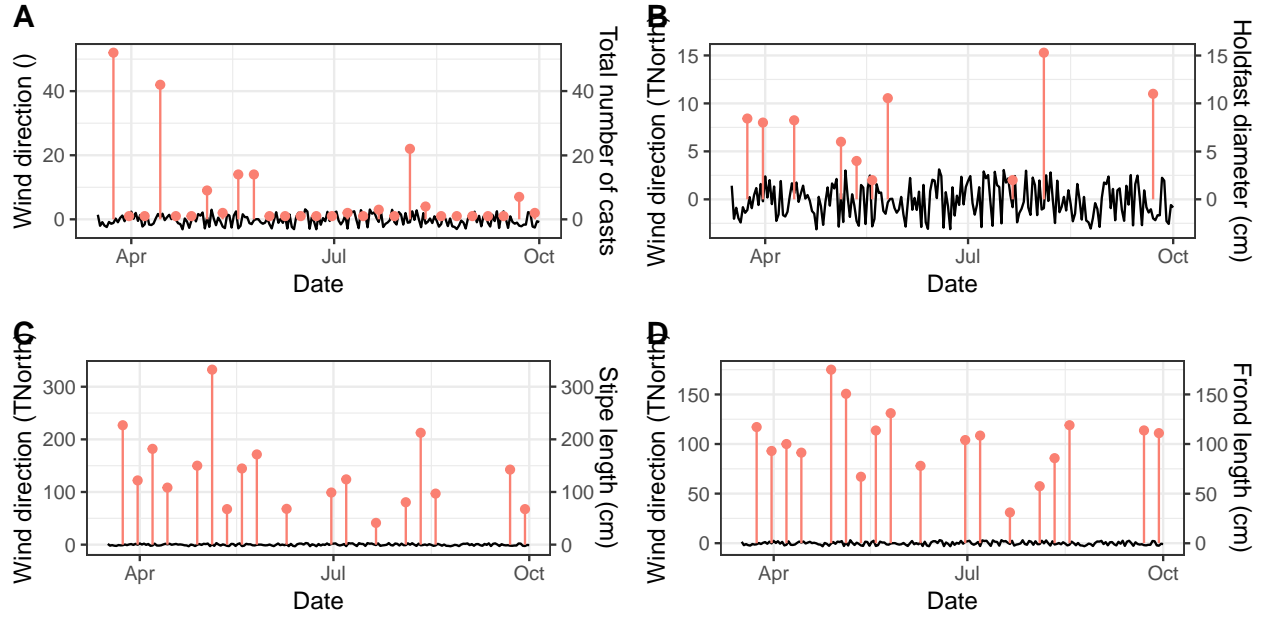 A
Wind direction ()
40
20
0
40
20
0
Total number of casts
Apr
Jul
Oct
Date
B
Wind direction (TNorth)
15
10
5
0
15
10
5
0
Holdfast diameter (cm)
Apr
Jul
Oct
Date
C
Wind direction (TNorth)
300
200
100
0
300
200
100
0
Stipe length (cm)
Apr
Jul
Oct
Date
D
Wind direction (TNorth)
150
100
50
0
150
100
50
0
Frond length (cm)
Apr
Jul
Oct
Date